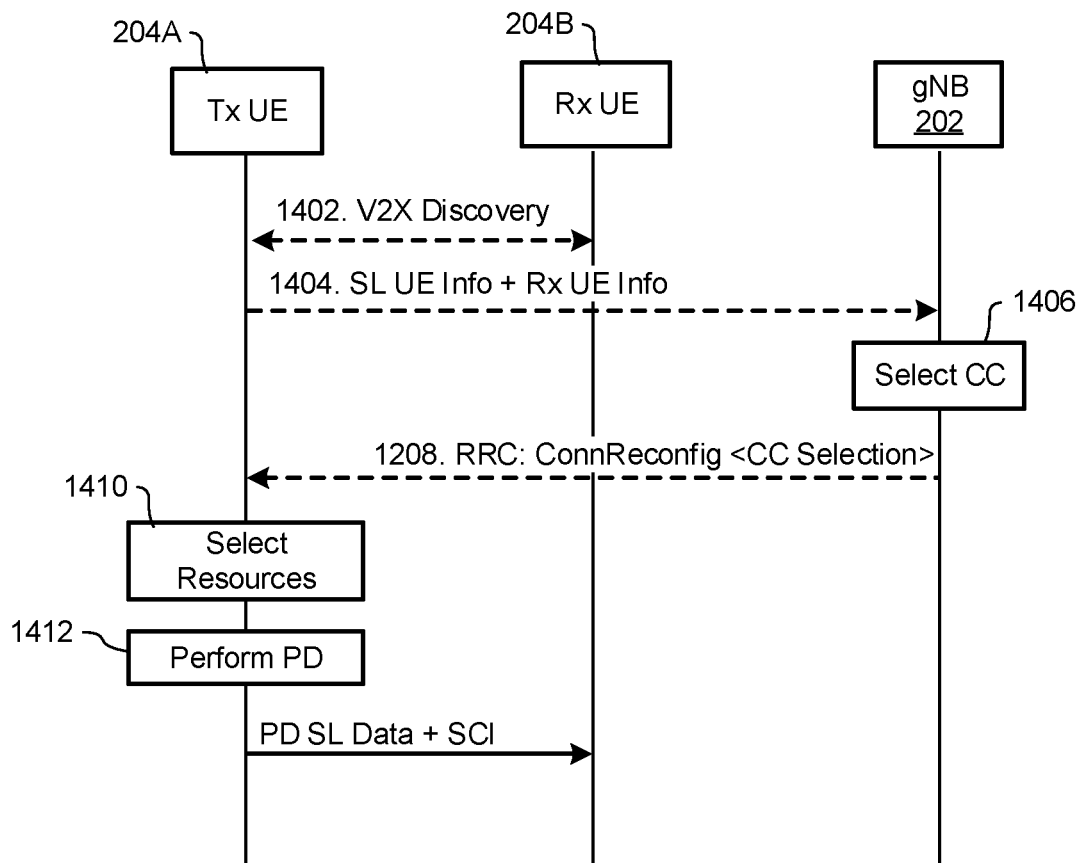 204A
204B
Tx UE
Rx UE
gNB
202
1402. V2X Discovery
1404. SL UE Info + Rx UE Info
1406
Select CC
1208. RRC: ConnReconfig <CC Selection>
1410
Select
Resources
1412
Perform PD
PD SL Data + SCI